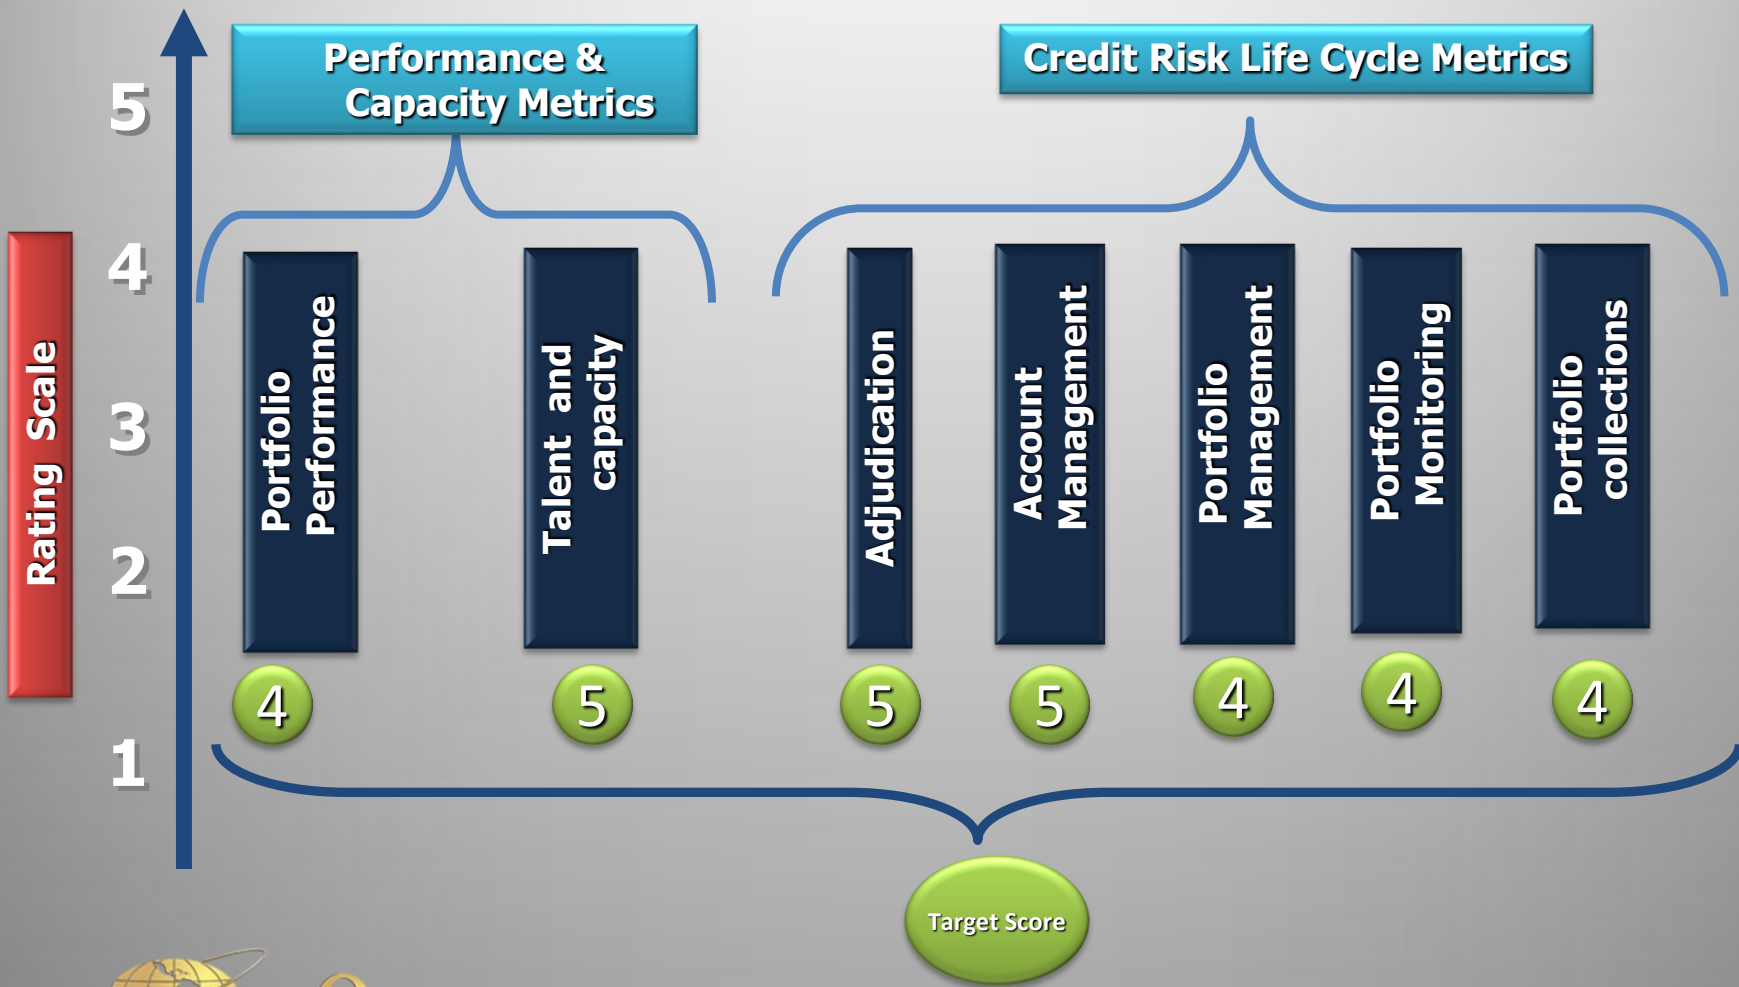 Performance &
Capacity Metrics
Credit Risk Life Cycle Metrics
5
4
3
2
1
Rating Scale
Portfolio
Performance
Talent and
capacity
Adjudication
Account
Management
Portfolio
Management
Portfolio
Monitoring
Portfolio
collections
4
5
5
5
4
4
4
Target Score